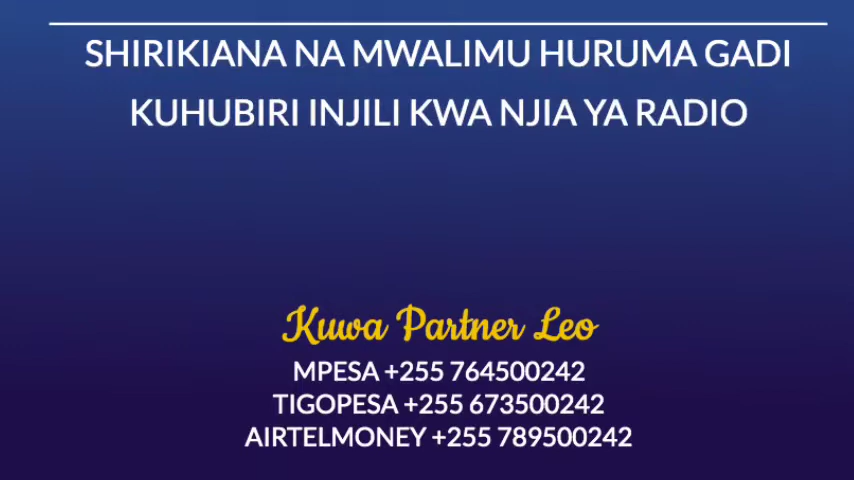 SHIRIKIANA NA MWALIMU HURUMA GADI
KUHUBIRI INJILI KWA NJIA YA RADIO
Kuwa Partner Leo
MPESA +255 764500242
TIGOPESA +255 673500242
AIRTELMONEY +255 789500242